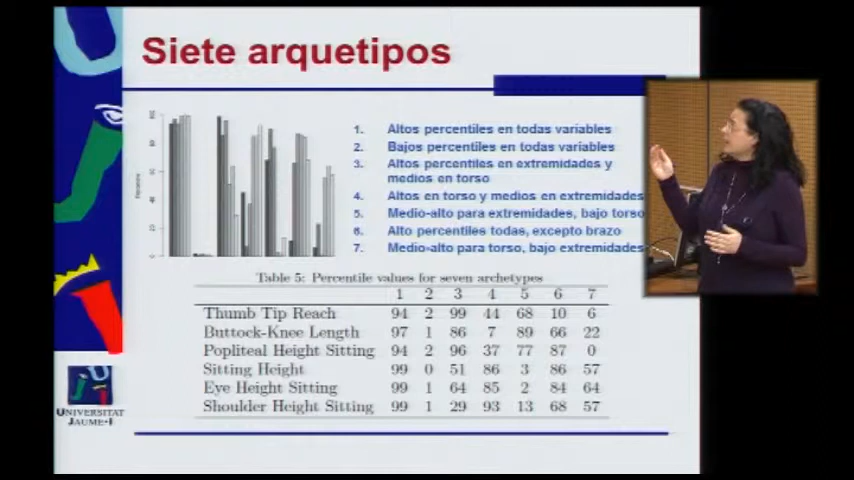 Siete arquetipos
1. Altos percentiles en todas variables
2. Bajos percentiles en todas variables
3. Altos percentiles en extremidades y
medios en torso
4. Altos en torso y medios en extremidades
5. Medio-alto para extremidades, bajo torso
6. Alto percentiles todas, excepto brazo
7. Medio-alto para torso, bajo extremidades
Table 5: Percentile values for seven archetypes
1 2 3 4 5 6 7
Thumb Tip Reach 94 2 99 44 68 10 6
Buttock-Knee Length 97 1 86 7 89 66 22
Popliteal Height Sitting 94 2 96 37 77 87 0
Sitting Height 99 0 51 86 3 86 57
Eye Height Sitting 99 1 64 85 2 84 64
Shoulder Height Sitting 99 1 29 93 13 68 57
UNIVERSITAT
JAUME·I